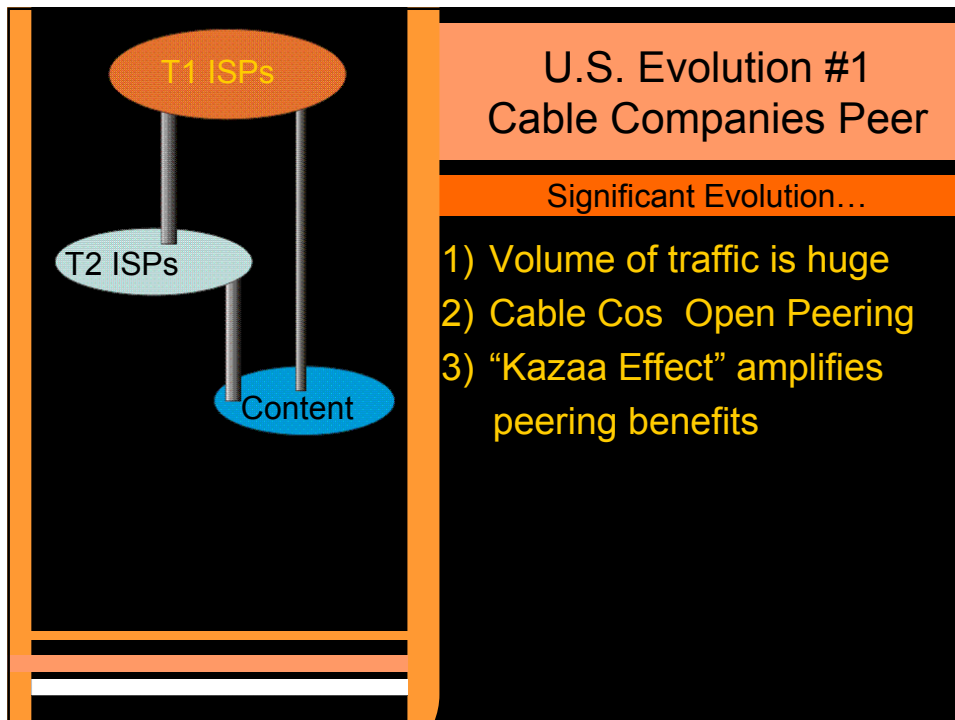 T1 ISPs
T2 ISPs
Content
U.S. Evolution #1
Cable Companies Peer
Significant Evolution…
1) Volume of traffic is huge
2) Cable Cos  Open Peering
3) “Kazaa Effect” amplifies
peering benefits